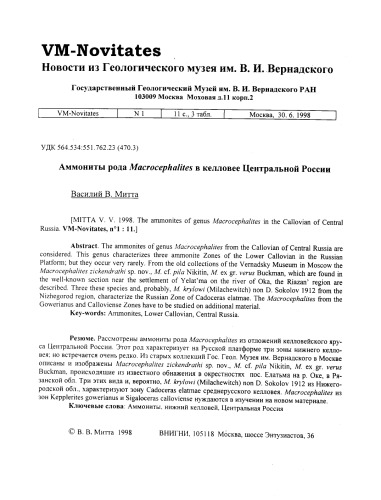 VM-Novitates
Новости из Геологического музея им. В. И. Вернадского
Государственный Геологический Музей им. В. И. Вернадского РАН
103009 Москва Моховая д.11 корп.2
VM-Novitates N 1 11 с., 3 табл. Москва, 30. 6. 1998
УДК 564.534:551.762.23 (470.3)
Аммониты рода Macrocephalites в келловее Центральной России
Василий В. Митта
[MITTA V. V. 1998. The ammonites of genus Macrocephalites in the Callovian of Central
Russia. VM-Novitates, n°1 : 11.]
Abstract. The ammonites of genus Macrocephalites from the Callovian of Central Russia are
considered. This genus characterizes three ammonite Zones of the Lower Callovian in the Russian
Platform; but they occur very rarely. From the old collections of the Vernadsky Museum in Moscow the
Macrocephalites zickendrathi sp. nov., M. cf. pila Nikitin, M. ex gr. verus Buckman, which are found in
the well-known section near the settlement of Yelat'ma on the river of Oka, the Riazan' region are
described. Three these species and, probably, M. krylowi (Milachewitch) non D. Sokolov 1912 from the
Nizhegorod region, characterize the Russian Zone of Cadoceras elatmae. The Macrocephalites from the
Gowerianus and Calloviense Zones have to be studied on additional material.
Key-words: Ammonites, Lower Callovian, Central Russia.
Резюме. Рассмотрены аммониты рода Macrocephalites из отложений келловейского яру-
са Центральной России. Этот род характеризует на Русской платформе три зоны нижнего келло-
вея; но встречается очень редко. Из старых коллекций Гос. Геол. Музея им. Вернадского в Москве
описаны и изображены Macrocephalites zickendrathi sp. nov., M. cf. pila Nikitin, M. ex gr. verus
Buckman, происходящие из известного обнажения в окрестностях пос. Елатьма на р. Оке, в Ря-
занской обл. Три этих вида и, вероятно, M. krylowi (Milachewitch) non D. Sokolov 1912 из Нижего-
родской обл., характеризуют зону Cadoceras elatmae среднерусского келловея. Macrocephalites из
зон Kepplerites gowerianus и Sigaloceras calloviense нуждаются в изучении на новом материале.
Ключевые слова: Аммониты, нижний келловей, Центральная Россия
© В. В. Митта 1998 ВНИГНИ, 105118 Москва, шоссе Энтузиастов, 36